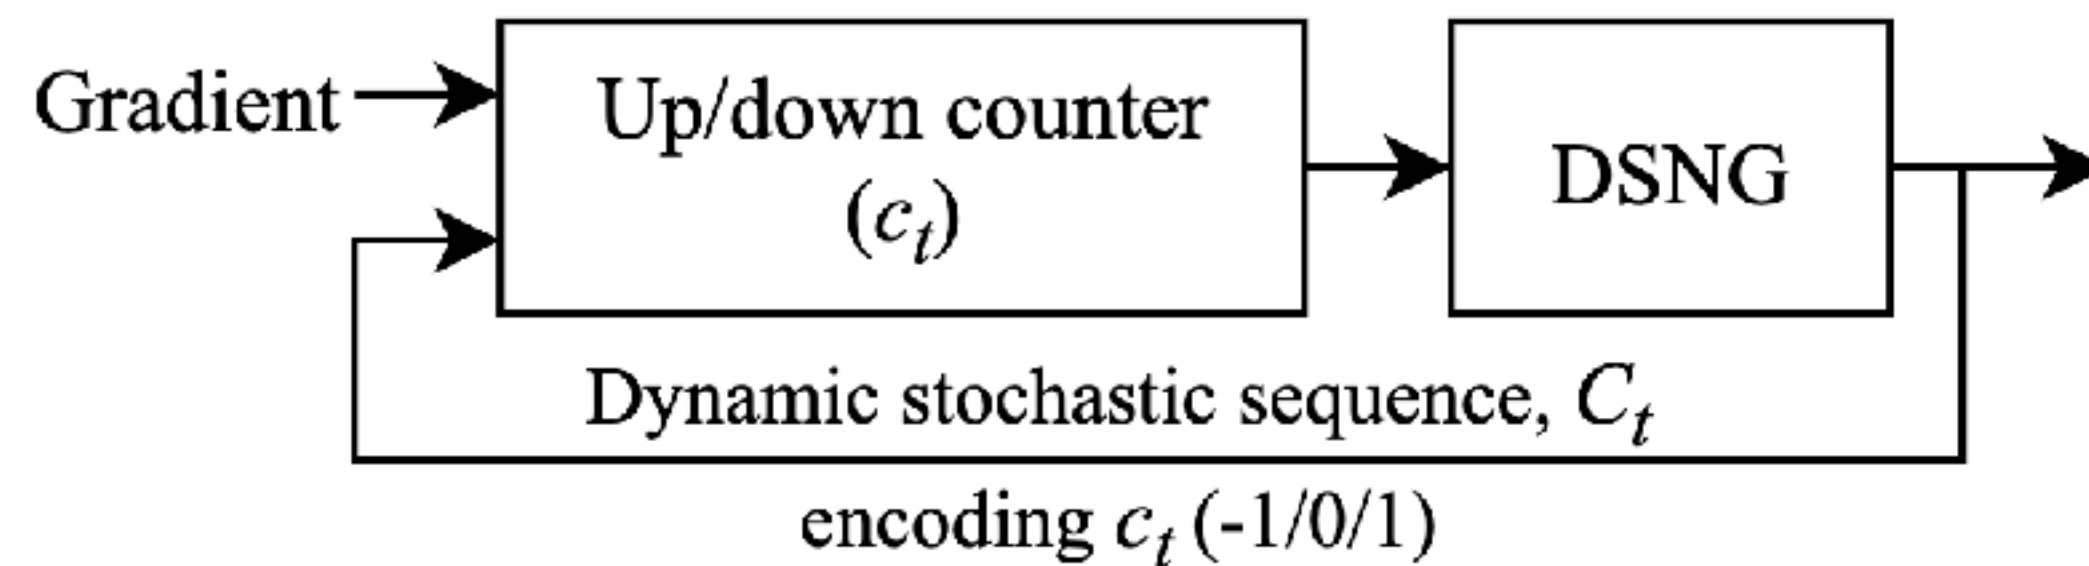 Gradient
Up/down counter
(c_t)
DSNG
Dynamic stochastic sequence, C_t
encoding c_t (-1/0/1)